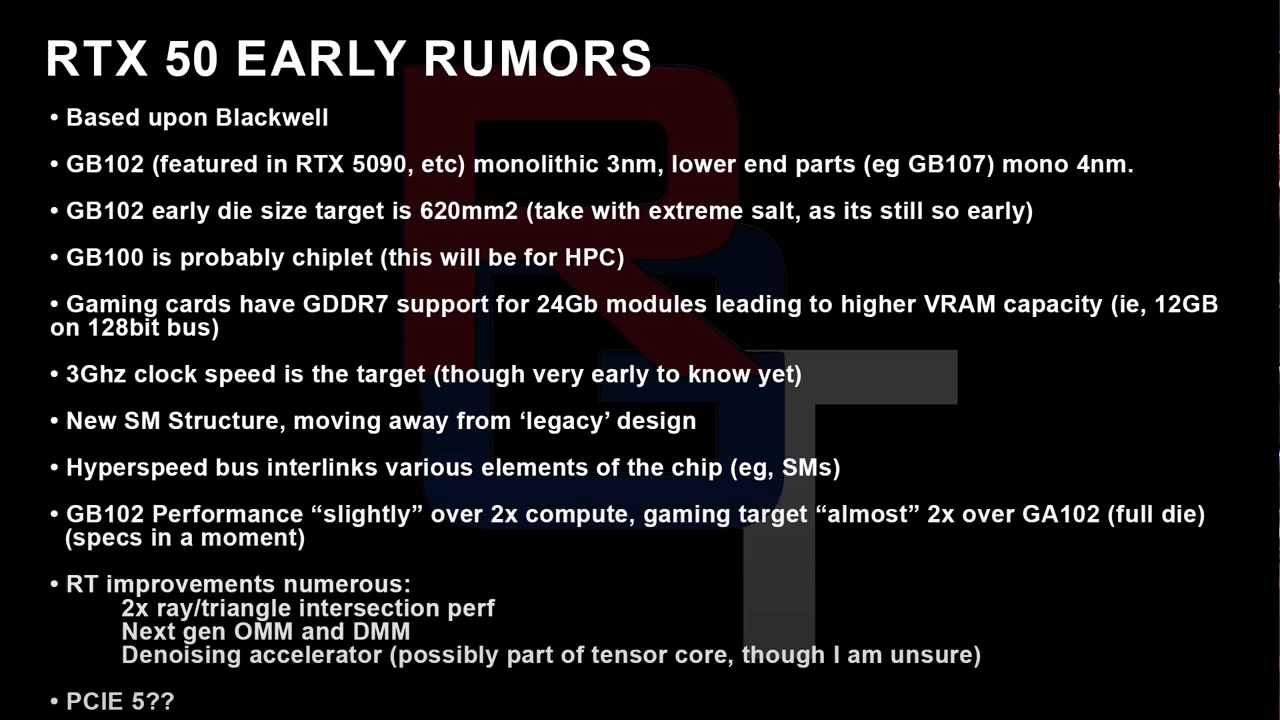 RTX 50 EARLY RUMORS
• Based upon Blackwell
• GB102 (featured in RTX 5090, etc) monolithic 3nm, lower end parts (eg GB107) mono 4nm.
• GB102 early die size target is 620mm2 (take with extreme salt, as its still so early)
• GB100 is probably chiplet (this will be for HPC)
• Gaming cards have GDDR7 support for 24Gb modules leading to higher VRAM capacity (ie, 12GB
on 128bit bus)
• 3Ghz clock speed is the target (though very early to know yet)
• New SM Structure, moving away from ‘legacy’ design
• Hyperspeed bus interlinks various elements of the chip (eg, SMs)
• GB102 Performance “slightly” over 2x compute, gaming target “almost” 2x over GA102 (full die)
(specs in a moment)
• RT improvements numerous:
2x ray/triangle intersection perf
Next gen OMM and DMM
Denoising accelerator (possibly part of tensor core, though I am unsure)
• PCIE 5??
RGT